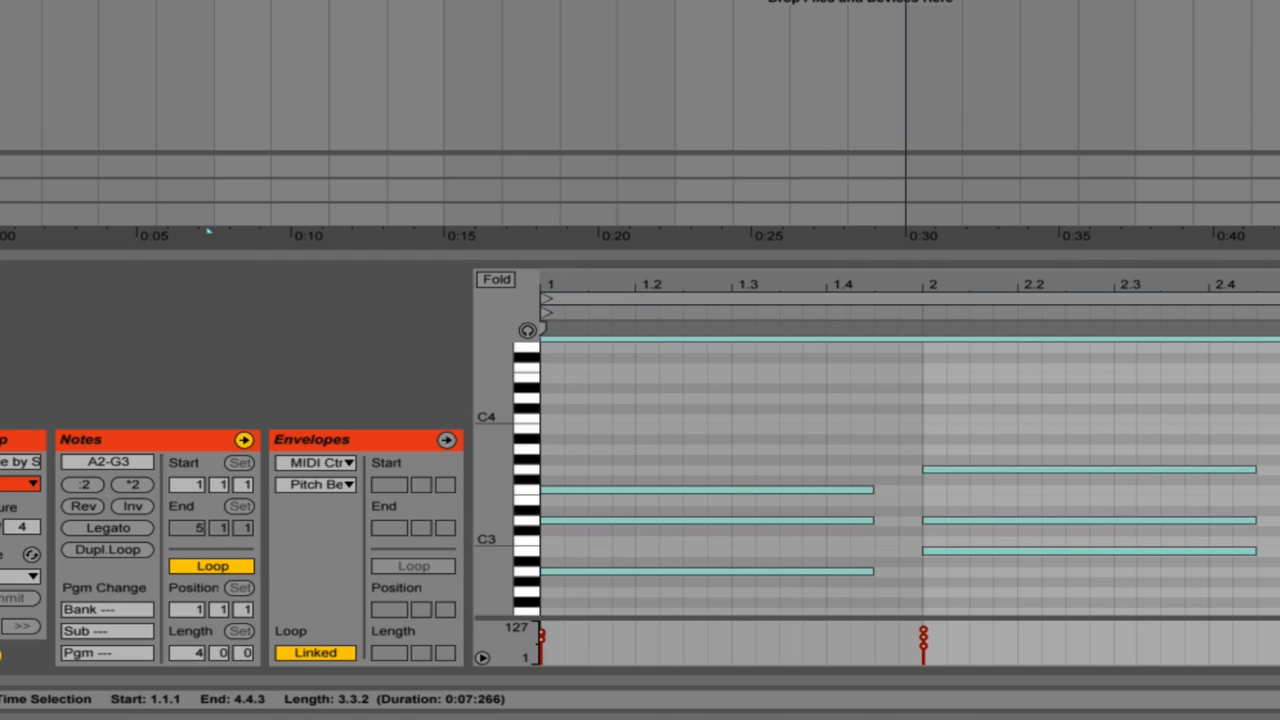 Drop Files and Devices Here
00 0:05 0:10 0:15 0:20 0:25 0:30 0:35 0:40
Fold
1 1.2 1.3 1.4 2 2.2 2.3 2.4
C4
C3
127
1
p
e by S
ure
4
e
mmit
>>
Notes
A2-G3
:2 *2
Rev Inv
Legato
Dupl.Loop
Pgm Change
Bank ---
Sub ---
Pgm ---
Start Set
1 1 1
End Set
5 1 1
Loop
Position Set
1 1 1
Length Set
4 0 0
Envelopes
MIDI Ctr
Pitch Be
Loop
Linked
Start
End
Loop
Position
Length
Time Selection Start: 1.1.1 End: 4.4.3 Length: 3.3.2 (Duration: 0:07:266)